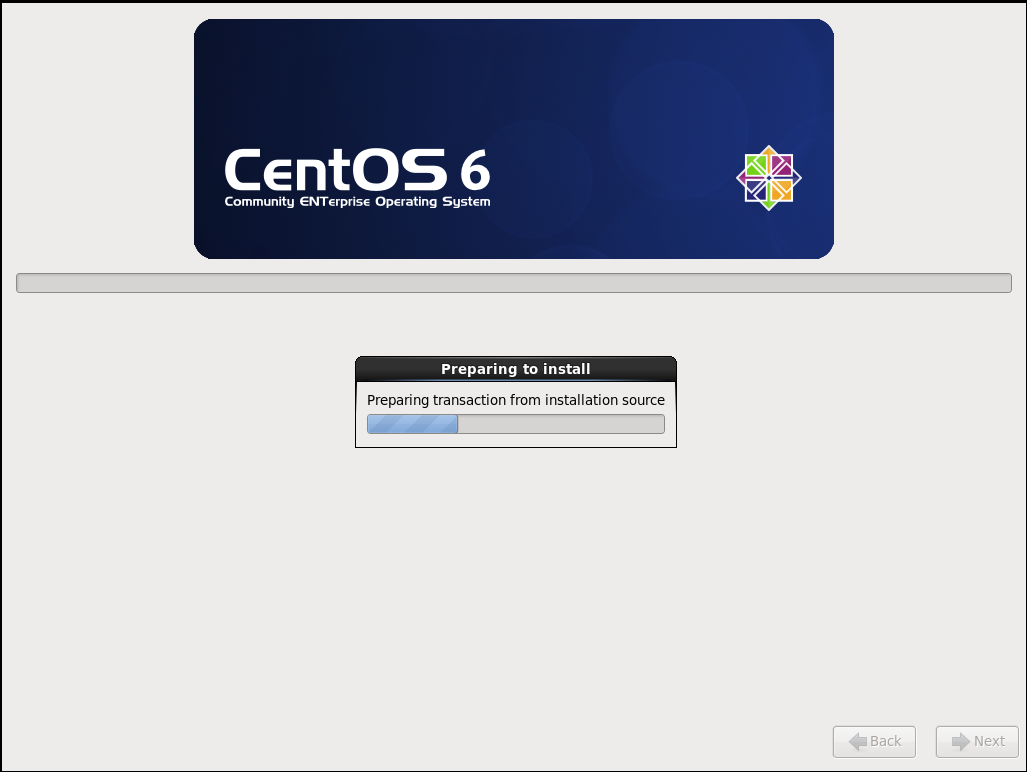 CentOS 6
Community ENTerprise Operating System
Preparing to install
Preparing transaction from installation source
Back
Next